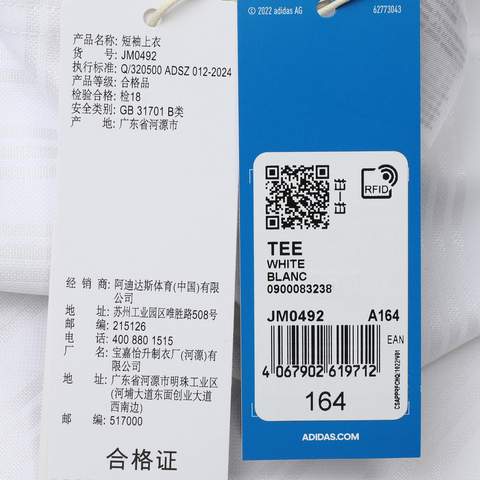 产品名称: 短袖上衣
货 号: JM0492
执行标准: Q/320500 ADSZ 012-2024
产品等级: 合格品
检验合格: 检18
安全类别: GB 31701 B类
产 地: 广东省河源市
经 销 商: 阿迪达斯体育(中国)有限
公司
地 址: 苏州工业园区唯胜路508号
邮 编: 215126
电 话: 400 880 1515
厂 名: 宝嘉怡升制衣厂(河源)有
限公司
地 址: 广东省河源市明珠工业区
(河埔大道东面创业大道
西南边)
邮 编: 517000
合格证
© 2022 adidas AG 62773043
RFID
TEE
WHITE
BLANC
0900083238
JM0492 A164
EAN
4 067902 619712
164
ADIDAS.COM